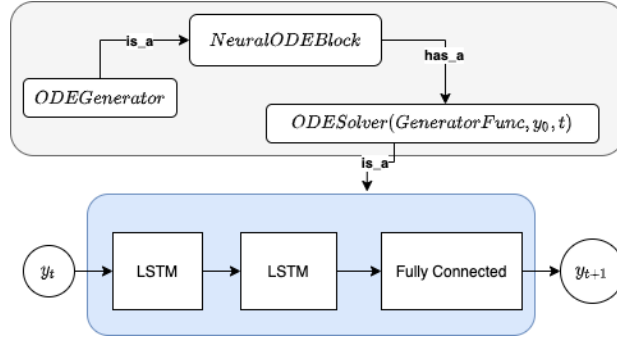 is_a
NeuralODEBlock
has_a
ODEGenerator
ODESolver(GeneratorFunc, y₀, t)
is_a
yₜ
LSTM
LSTM
Fully Connected
yₜ₊₁